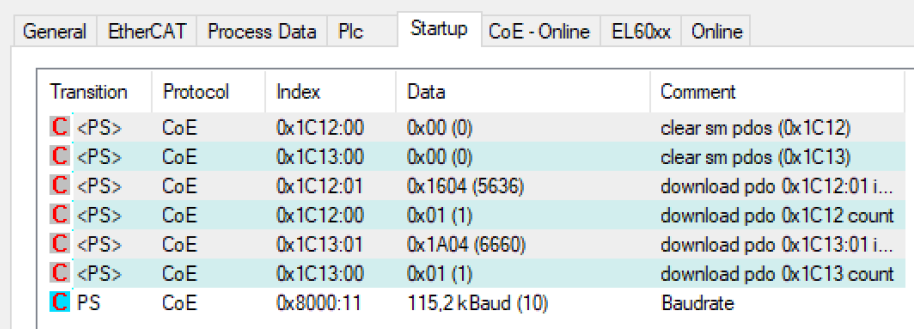 General EtherCAT Process Data Plc Startup CoE - Online EL60xx Online
Transition Protocol Index Data Comment
C <PS> CoE 0x1C12:00 0x00 (0) clear sm pdos (0x1C12)
C <PS> CoE 0x1C13:00 0x00 (0) clear sm pdos (0x1C13)
C <PS> CoE 0x1C12:01 0x1604 (5636) download pdo 0x1C12:01 i...
C <PS> CoE 0x1C12:00 0x01 (1) download pdo 0x1C12 count
C <PS> CoE 0x1C13:01 0x1A04 (6660) download pdo 0x1C13:01 i...
C <PS> CoE 0x1C13:00 0x01 (1) download pdo 0x1C13 count
C PS CoE 0x8000:11 115,2 kBaud (10) Baudrate